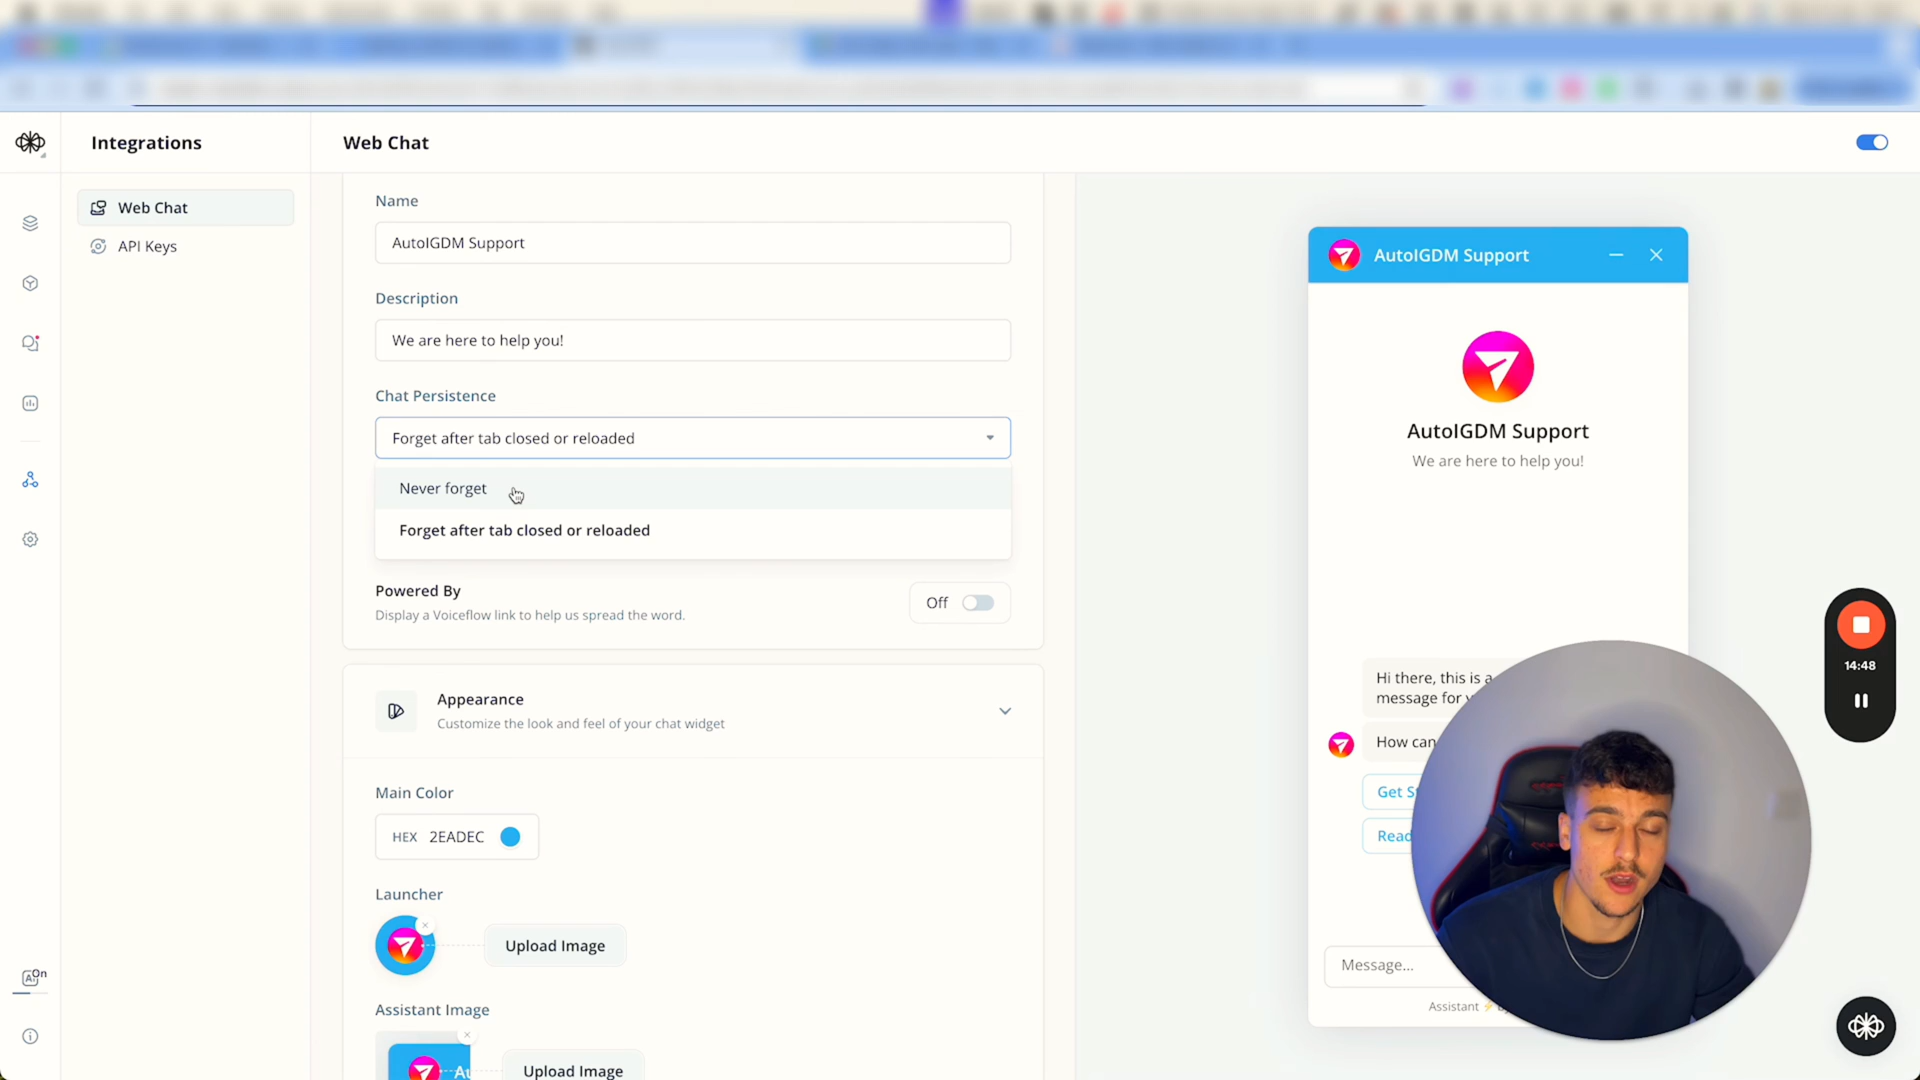 Integrations
Web Chat
Web Chat
API Keys
Name
AutoIGDM Support
Description
We are here to help you!
Chat Persistence
Forget after tab closed or reloaded
Never forget
Forget after tab closed or reloaded
Powered By
Display a Voiceflow link to help us spread the word.
Off
Appearance
Customize the look and feel of your chat widget
Main Color
HEX 2EADEC
Launcher
Upload Image
Assistant Image
Upload Image
On
AutoIGDM Support
AutoIGDM Support
We are here to help you!
Hi there, this is a
message for
How can
Get
Read
Message...
Assistant
14:48